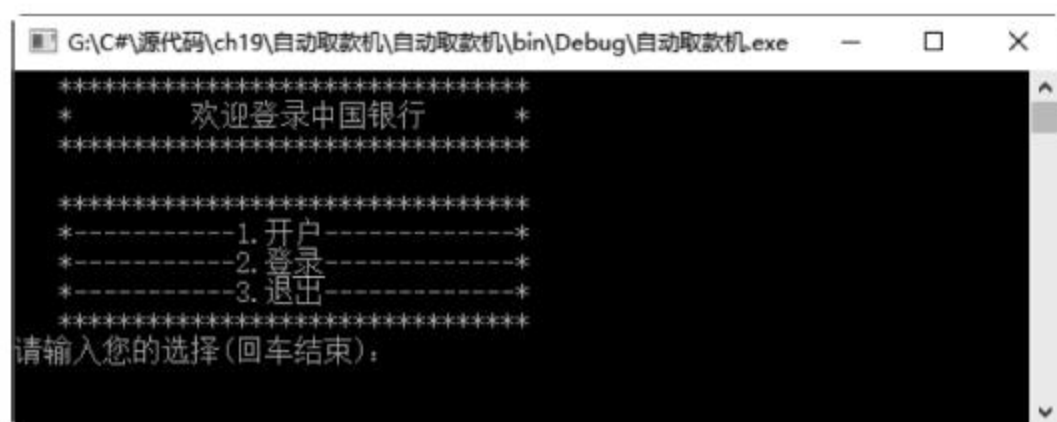 G:\C#\源代码\ch19\自动取款机\自动取款机\bin\Debug\自动取款机.exe
********************************
*        欢迎登录中国银行      *
********************************
********************************
*-----------1.开户-------------*
*-----------2.登录-------------*
*-----------3.退出-------------*
********************************
请输入您的选择(回车结束):